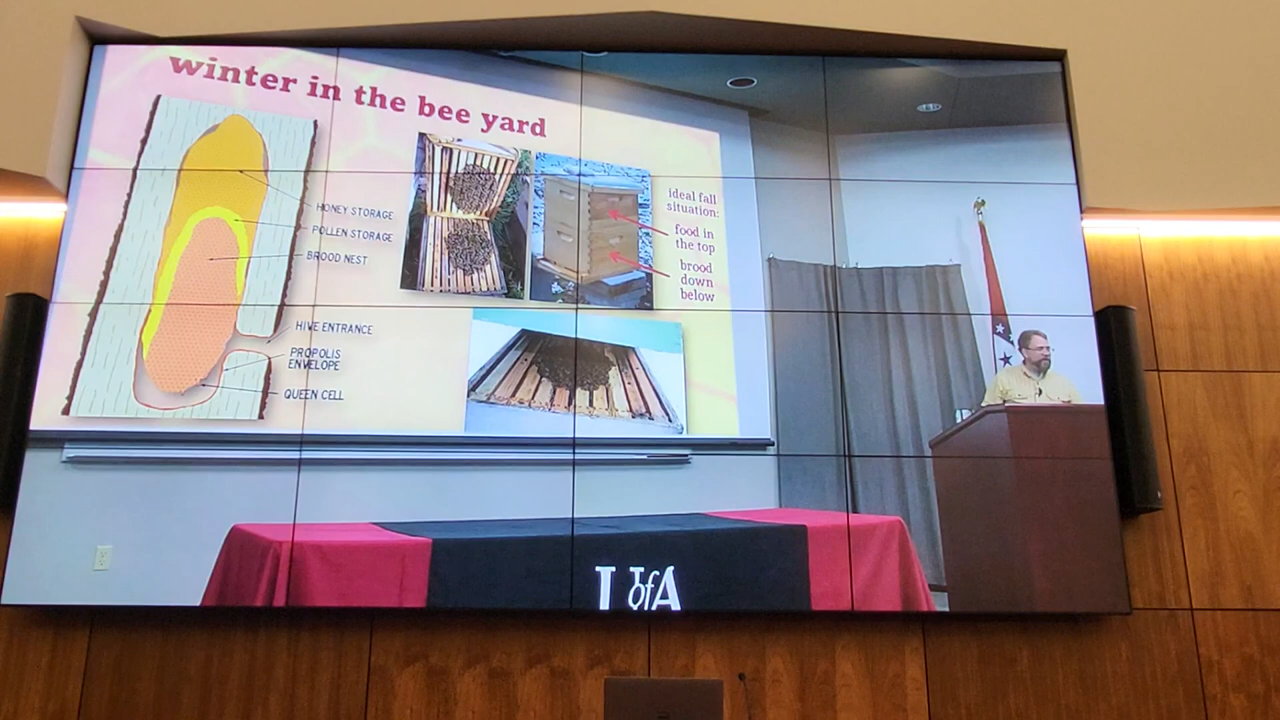 winter in the bee yard
HONEY STORAGE
POLLEN STORAGE
BROOD NEST
HIVE ENTRANCE
PROPOLIS
ENVELOPE
QUEEN CELL
ideal fall
situation:
food in
the top
brood
down
below
U of A